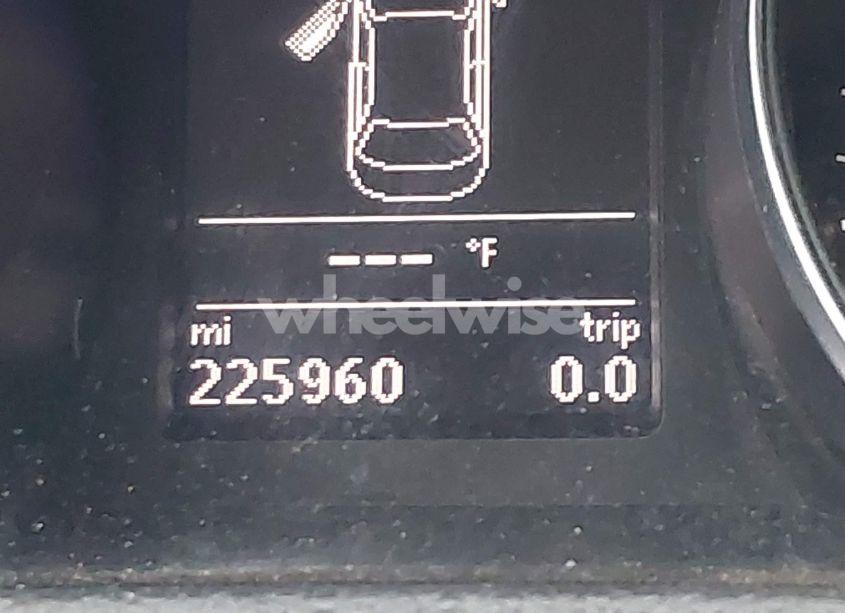 --- °F
wheelwise
mi trip
225960 0.0